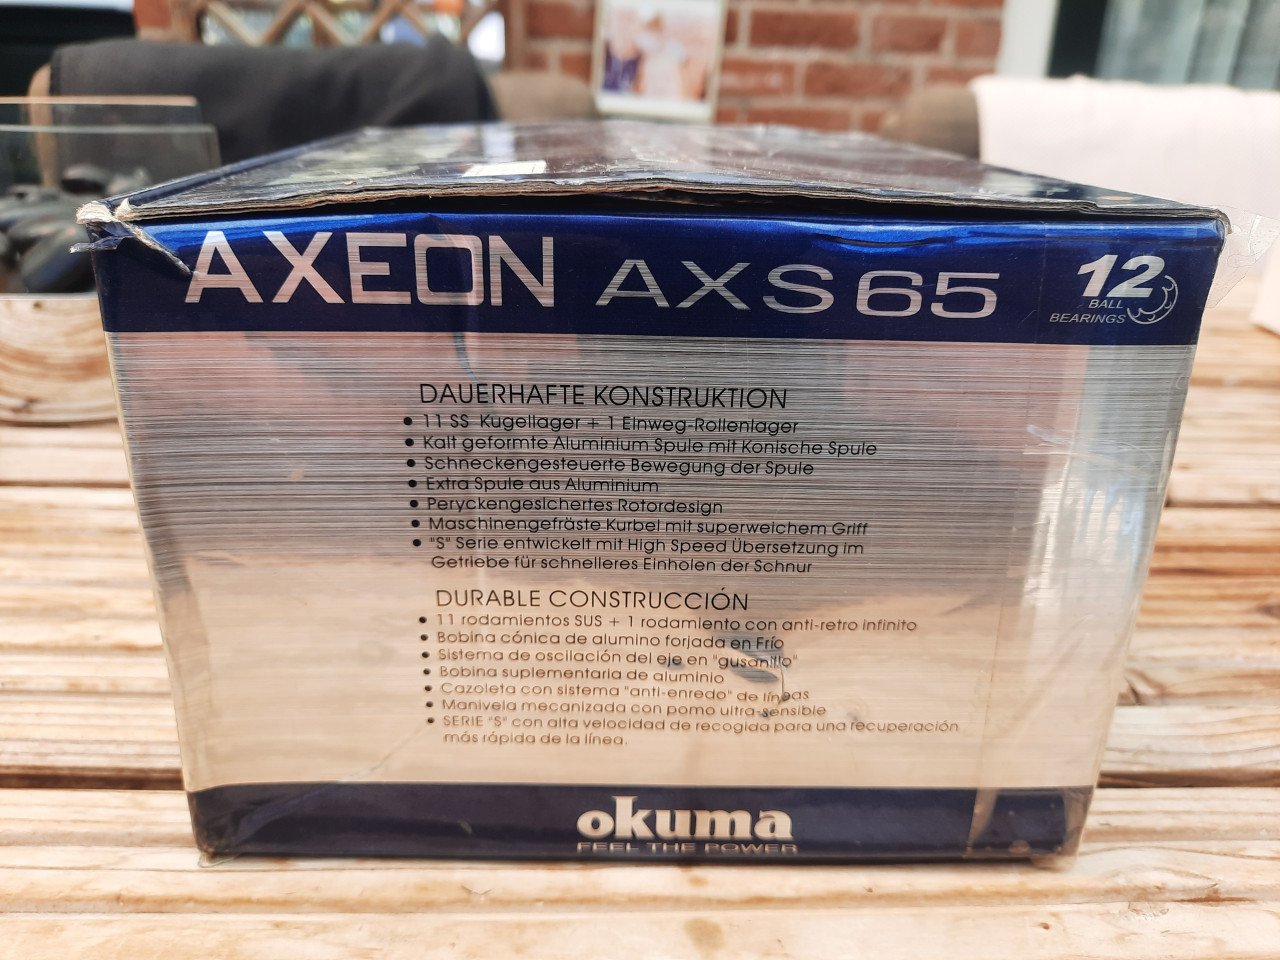 AXEON AXS 65 12 BALL BEARINGS
DAUERHAFTE KONSTRUKTION
• 11 SS Kugellager + 1 Einweg-Rollenlager
• Kalt geformte Aluminium Spule mit Konische Spule
• Schneckengesteuerte Bewegung der Spule
• Extra Spule aus Aluminium
• Peryckengesichertes Rotordesign
• Maschinengefräste Kurbel mit superweichem Griff
• "S" Serie entwickelt mit High Speed Übersetzung im
Getriebe für schnelleres Einholen der Schnur
DURABLE CONSTRUCCIÓN
• 11 rodamientos SUS + 1 rodamiento con anti-retro infinito
• Bobina cónica de alumino forjada en Frío
• Sistema de oscilación del eje en "gusanillo"
• Bobina suplementaria de aluminio
• Cazoleta con sistema "anti-enredo" de líneas
• Manivela mecanizada con pomo ultra-sensible
• SERIE "S" con alta velocidad de recogida para una recuperación
más rápida de la línea.
okuma
FEEL THE POWER